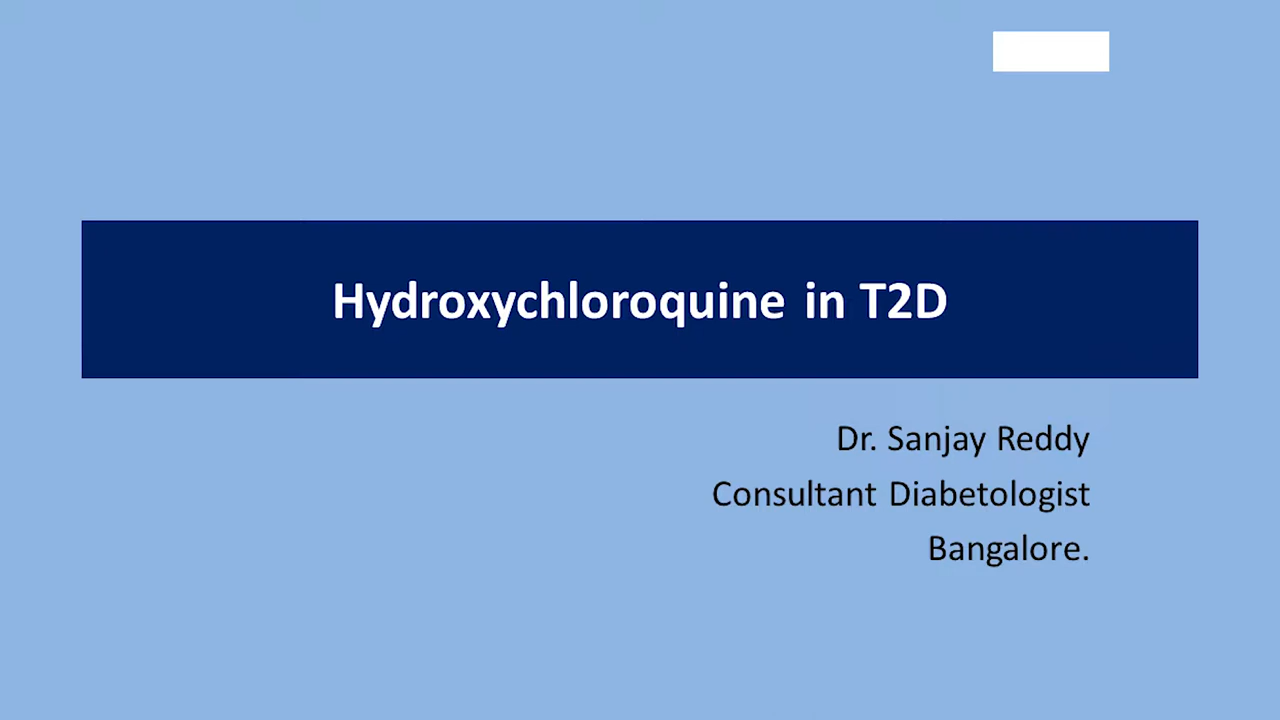 Hydroxychloroquine in T2D
Dr. Sanjay Reddy
Consultant Diabetologist
Bangalore.